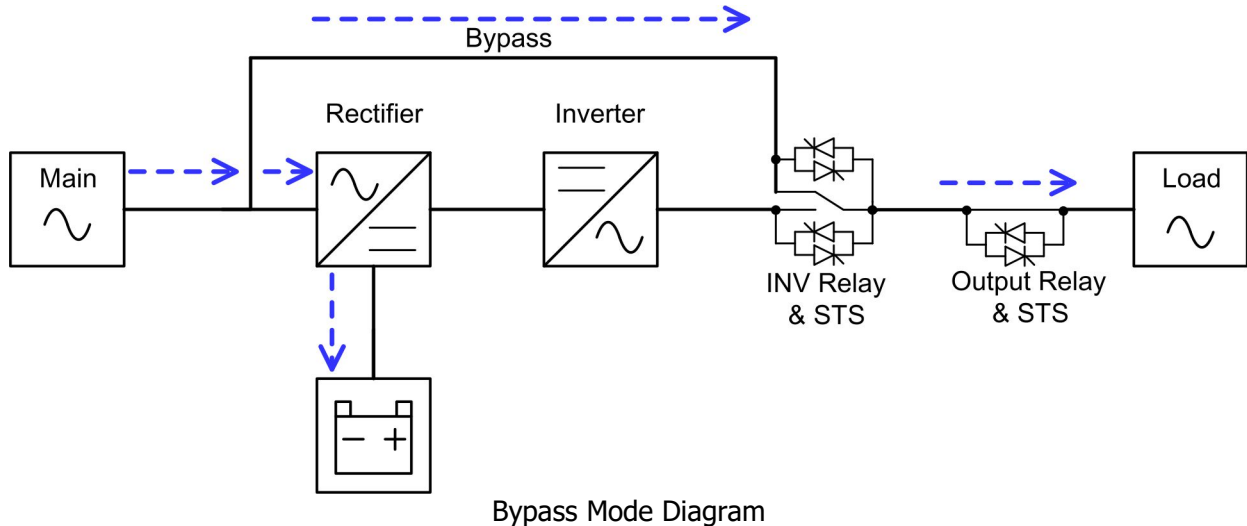 Bypass
Rectifier
Inverter
Main
Load
INV Relay
& STS
Output Relay
& STS
Bypass Mode Diagram